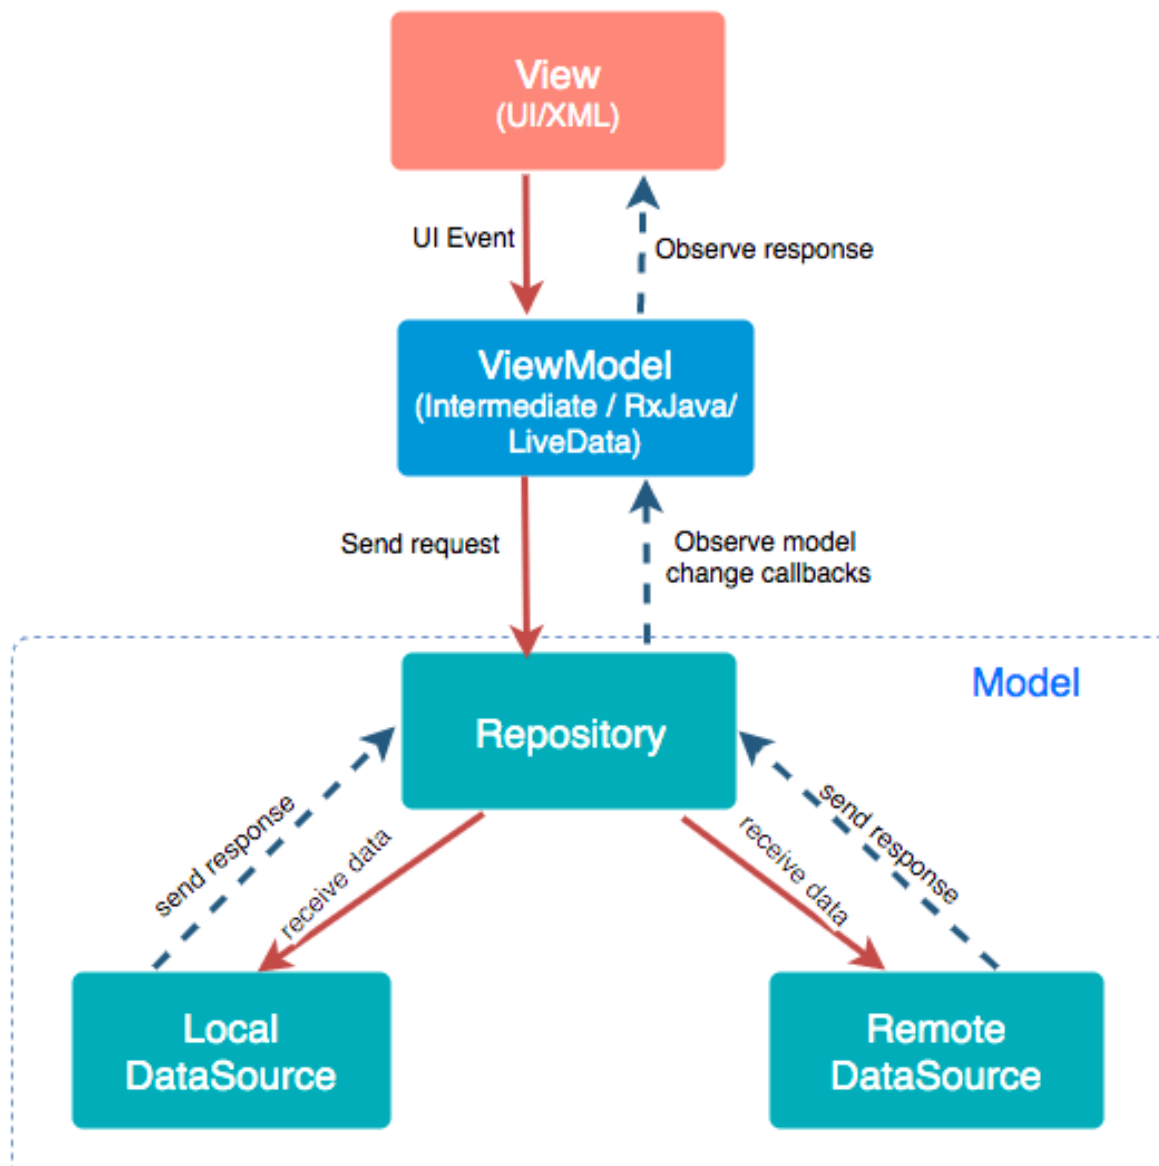 View
(UI/XML)
UI Event
Observe response
ViewModel
(Intermediate / RxJava/
LiveData)
Send request
Observe model
change callbacks
Model
Repository
send response
receive data
receive data
send response
Local
DataSource
Remote
DataSource